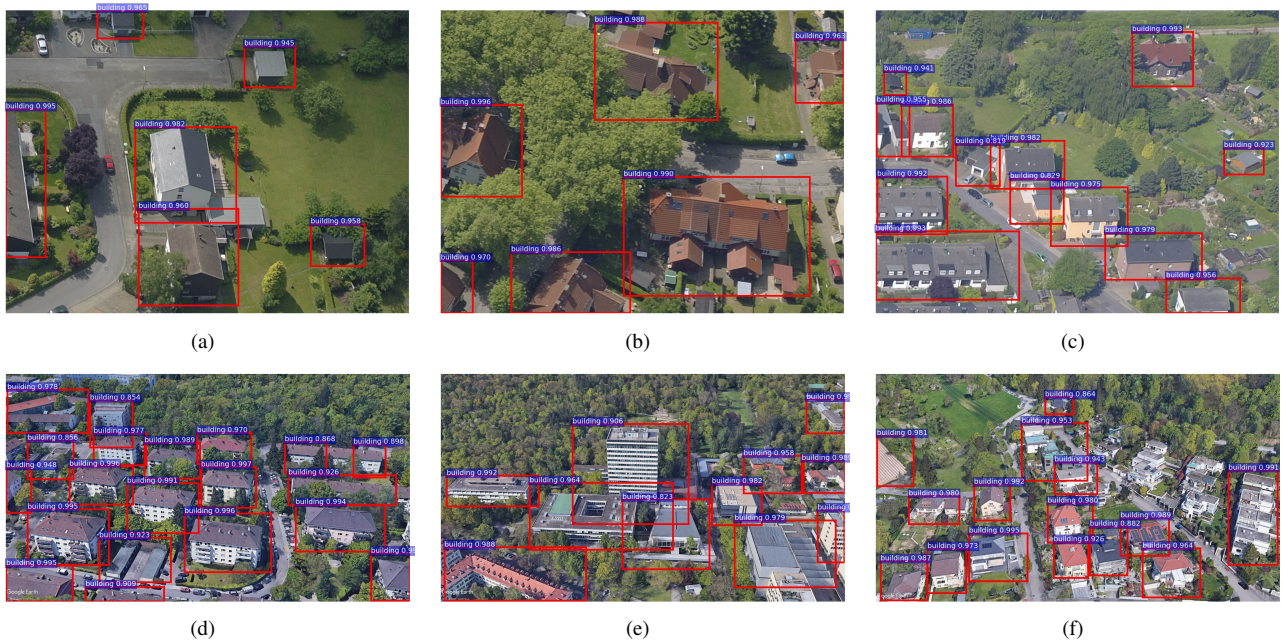 building 0.965
building 0.945
building 0.995
building 0.982
building 0.960
building 0.958
(a)
building 0.988
building 0.963
building 0.996
building 0.990
building 0.986
building 0.970
(b)
building 0.993
building 0.941
building 0.986
building 0.982
building 0.819
building 0.923
building 0.992
building 0.829
building 0.975
building 0.993
building 0.979
building 0.956
(c)
building 0.978
building 0.854
building 0.977
building 0.970
building 0.856
building 0.989
building 0.868
building 0.898
building 0.948
building 0.996
building 0.997
building 0.926
building 0.991
building 0.995
building 0.994
building 0.996
building 0.923
building 0.995
building 0.909
Google Earth
(d)
building 0.906
building 0.958
building 0.992
building 0.964
building 0.982
building 0.823
building 0.979
building 0.988
Google Earth
(e)
building 0.864
building 0.953
building 0.981
building 0.943
building 0.991
building 0.992
building 0.980
building 0.980
building 0.989
building 0.995
building 0.882
building 0.926
building 0.973
building 0.964
building 0.987
Google Earth
(f)